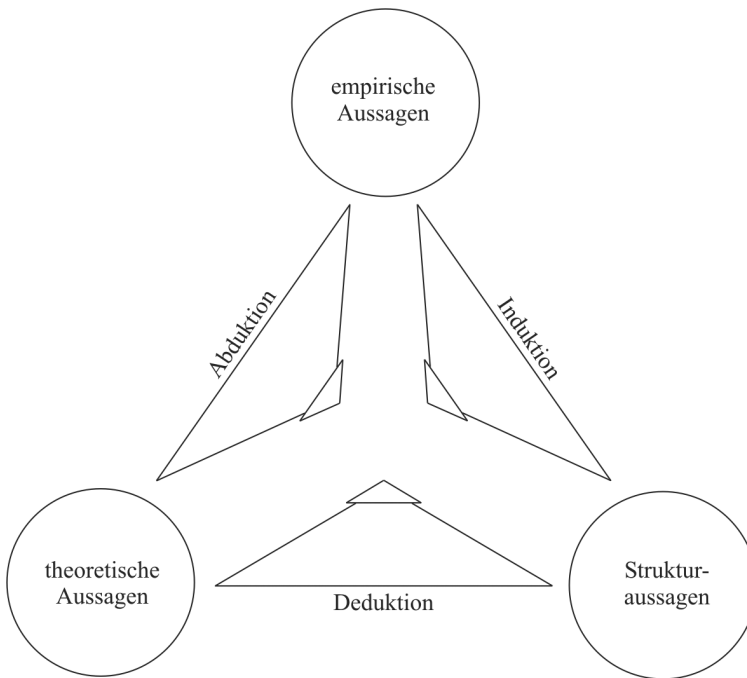 empirische
Aussagen
Abduktion
Induktion
theoretische
Aussagen
Deduktion
Struktur-
aussagen